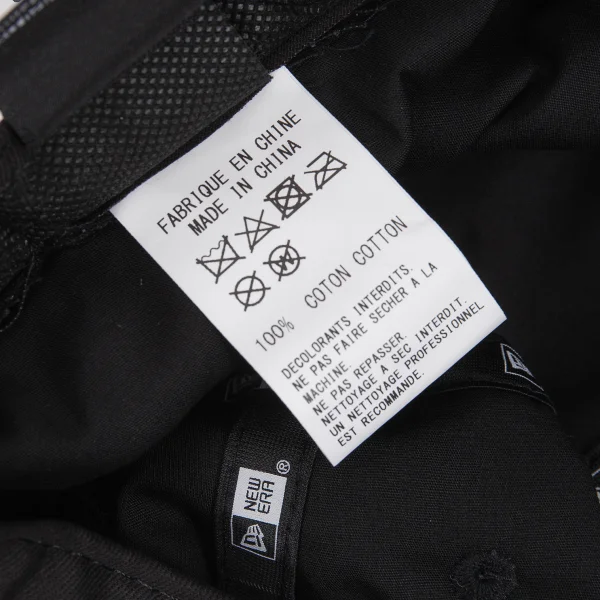 FABRIQUE EN CHINE
MADE IN CHINA
W
100% COTON COTTON
DECOLORANTS INTERDITS.
NE PAS FAIRE SECHER A LA
MACHINE.
NE PAS REPASSER.
NETTOYAGE A SEC INTERDIT.
UN NETTOYAGE PROFESSIONNEL
EST RECOMMANDE.
NEW ERA
®